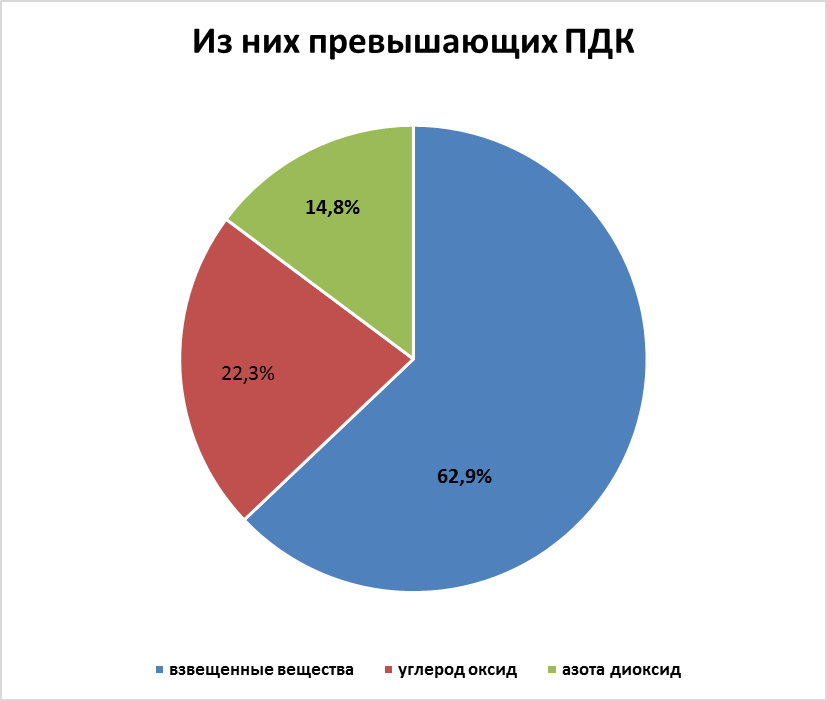 Из них превышающих ПДК
14,8%
22,3%
62,9%
взвещенные вещества углерод оксид азота диоксид